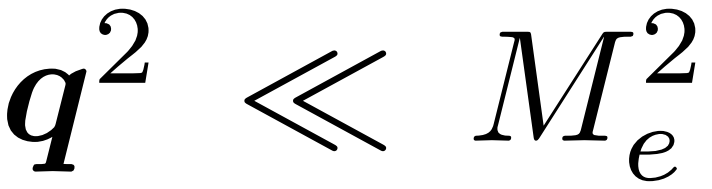 q² < M_e²